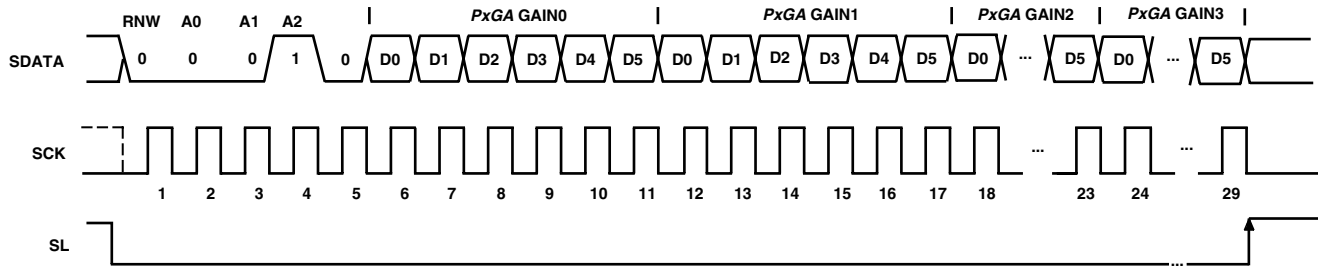 RNW A0 A1 A2 PxGA GAIN0 PxGA GAIN1 PxGA GAIN2 PxGA GAIN3
SDATA 0 0 0 1 0 D0 D1 D2 D3 D4 D5 D0 D1 D2 D3 D4 D5 D0 ... D5 D0 ... D5
SCK ... ...
1 2 3 4 5 6 7 8 9 10 11 12 13 14 15 16 17 18 23 24 29
SL ...